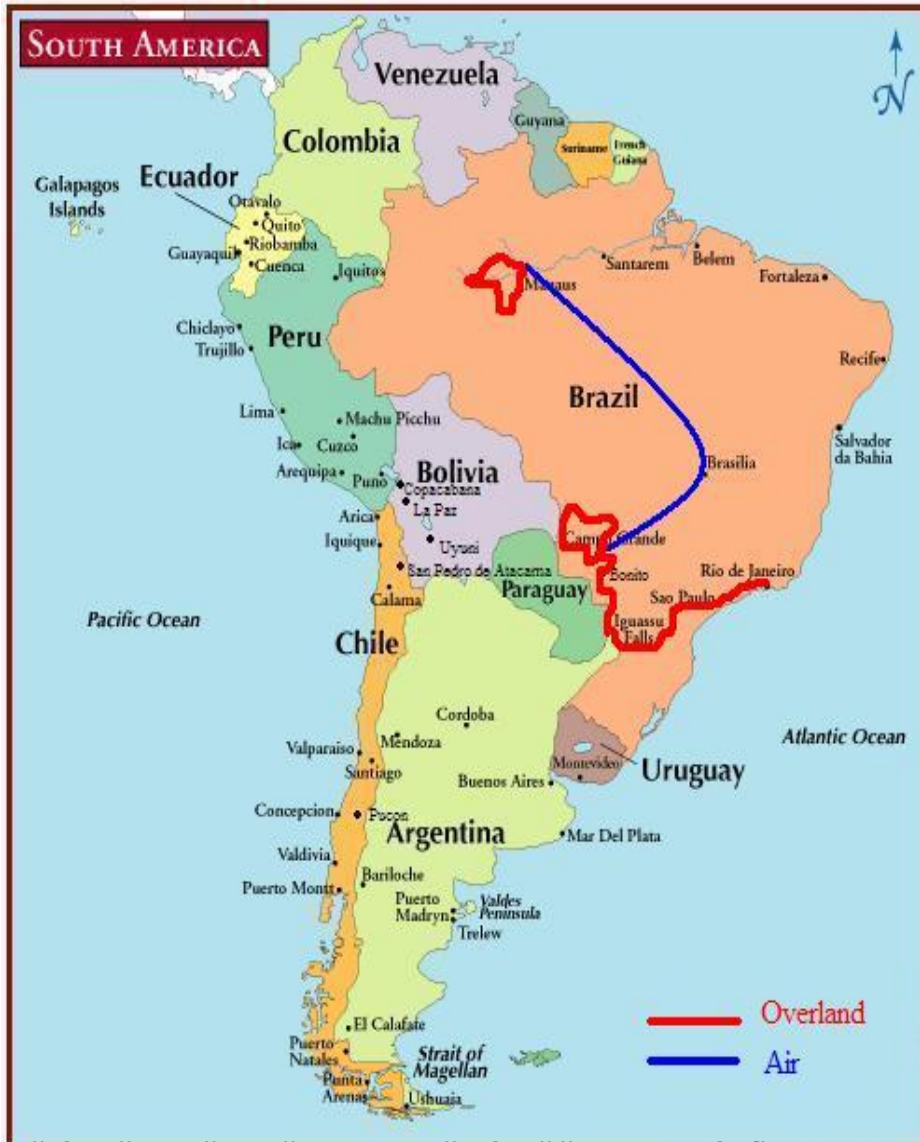 SOUTH AMERICA
N
Venezuela
Guyana
Suriname
French
Guiana
Colombia
Ecuador
Galapagos
Islands
Otavalo
Quito
Riobamba
Guayaquil
Cuenca
Iquitos
Manaus
Santarem
Belem
Fortaleza
Chiclayo
Trujillo
Peru
Brazil
Recife
Lima
Machu Picchu
Ica
Cuzco
Salvador
da Bahia
Arequipa
Puno
Bolivia
Brasilia
Copacabana
La Paz
Arica
Iquique
Uyuni
Campo Grande
San Pedro de Atacama
Bonito
Rio de Janeiro
Calama
Paraguay
Sao Paulo
Pacific Ocean
Iguassu
Falls
Chile
Cordoba
Mendoza
Atlantic Ocean
Valparaiso
Santiago
Montevideo
Uruguay
Buenos Aires
Concepcion
Pucon
Argentina
Mar Del Plata
Valdivia
Bariloche
Puerto Montt
Puerto
Madryn
Valdes
Peninsula
Trelew
Overland
El Calafate
Air
Puerto
Natales
Strait of
Magellan
Punta
Arenas
Ushuaia